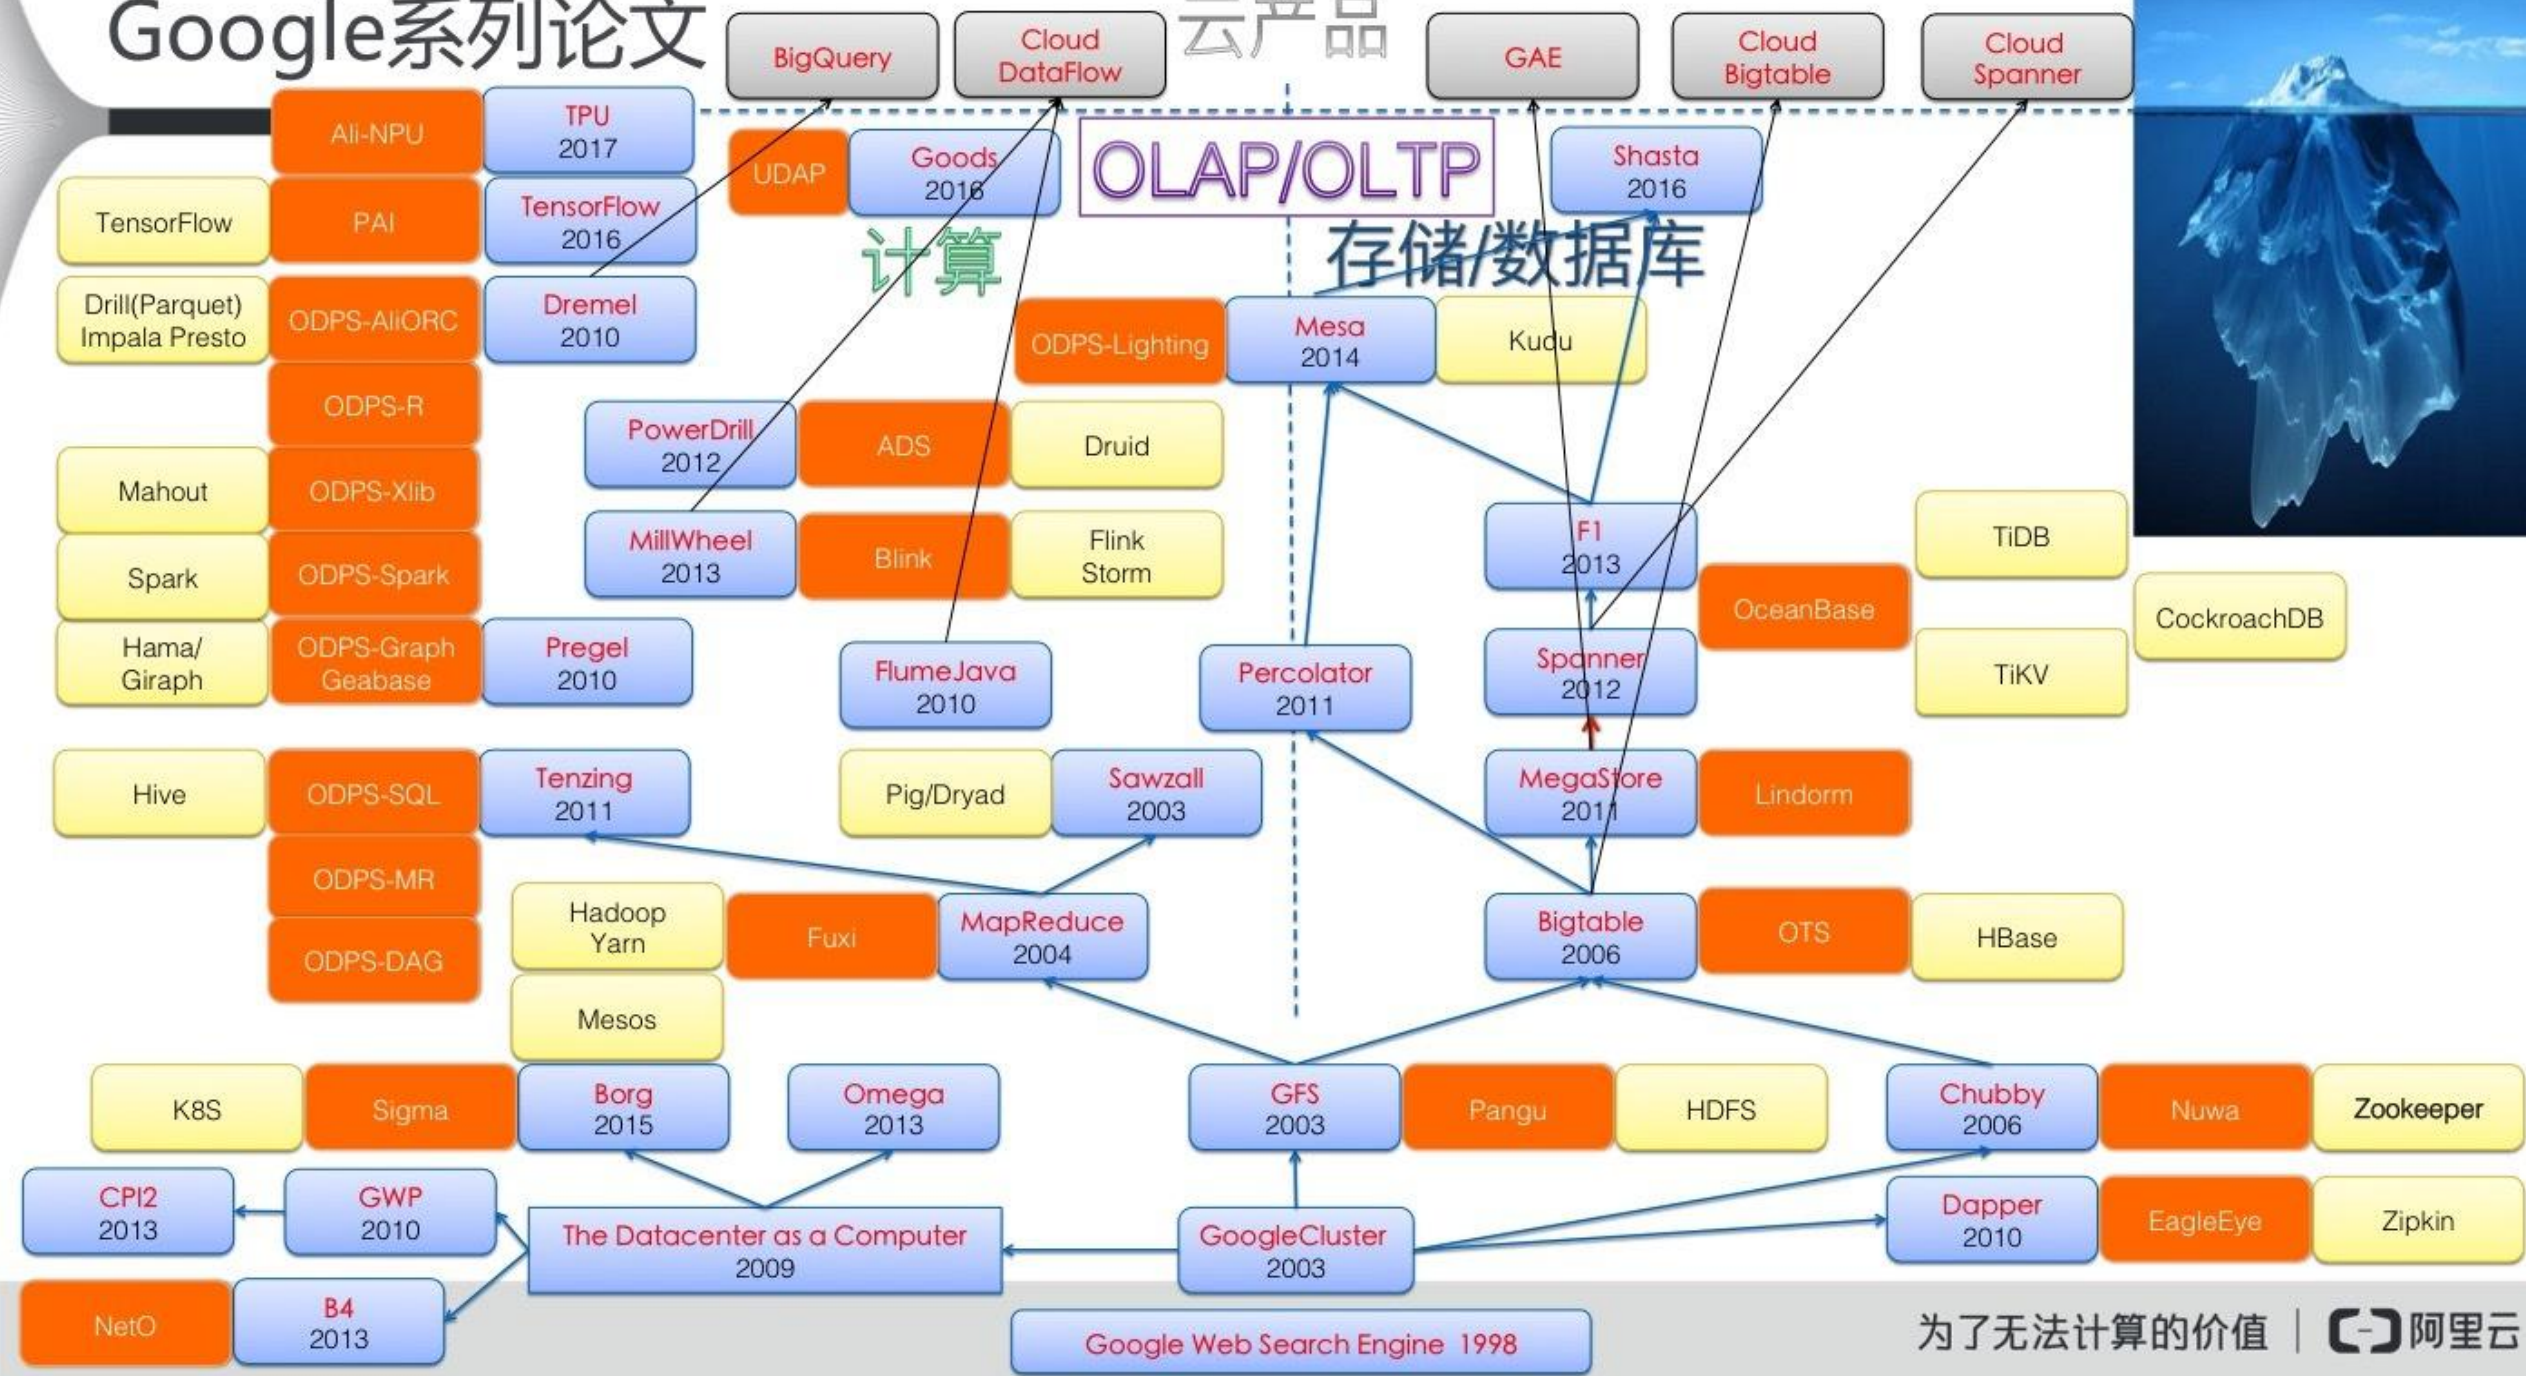 Google系列论文
云产品
BigQuery
Cloud
DataFlow
GAE
Cloud
Bigtable
Cloud
Spanner
Ali-NPU
TPU
2017
UDAP
Goods
2016
OLAP/OLTP
Shasta
2016
TensorFlow
PAI
TensorFlow
2016
计算
存储/数据库
Drill(Parquet)
Impala Presto
ODPS-AliORC
Dremel
2010
ODPS-Lighting
Mesa
2014
Kudu
ODPS-R
PowerDrill
2012
ADS
Druid
Mahout
ODPS-Xlib
MillWheel
2013
Blink
Flink
Storm
F1
2013
TiDB
Spark
ODPS-Spark
OceanBase
CockroachDB
Hama/
Giraph
ODPS-Graph
Geabase
Pregel
2010
FlumeJava
2010
Percolator
2011
Spanner
2012
TiKV
Hive
ODPS-SQL
Tenzing
2011
Pig/Dryad
Sawzall
2003
MegaStore
2011
Lindorm
ODPS-MR
Hadoop
Yarn
Fuxi
MapReduce
2004
Bigtable
2006
OTS
HBase
ODPS-DAG
Mesos
K8S
Sigma
Borg
2015
Omega
2013
GFS
2003
Pangu
HDFS
Chubby
2006
Nuwa
Zookeeper
CPI2
2013
GWP
2010
The Datacenter as a Computer
2009
GoogleCluster
2003
Dapper
2010
EagleEye
Zipkin
NetO
B4
2013
Google Web Search Engine 1998
为了无法计算的价值 | 阿里云